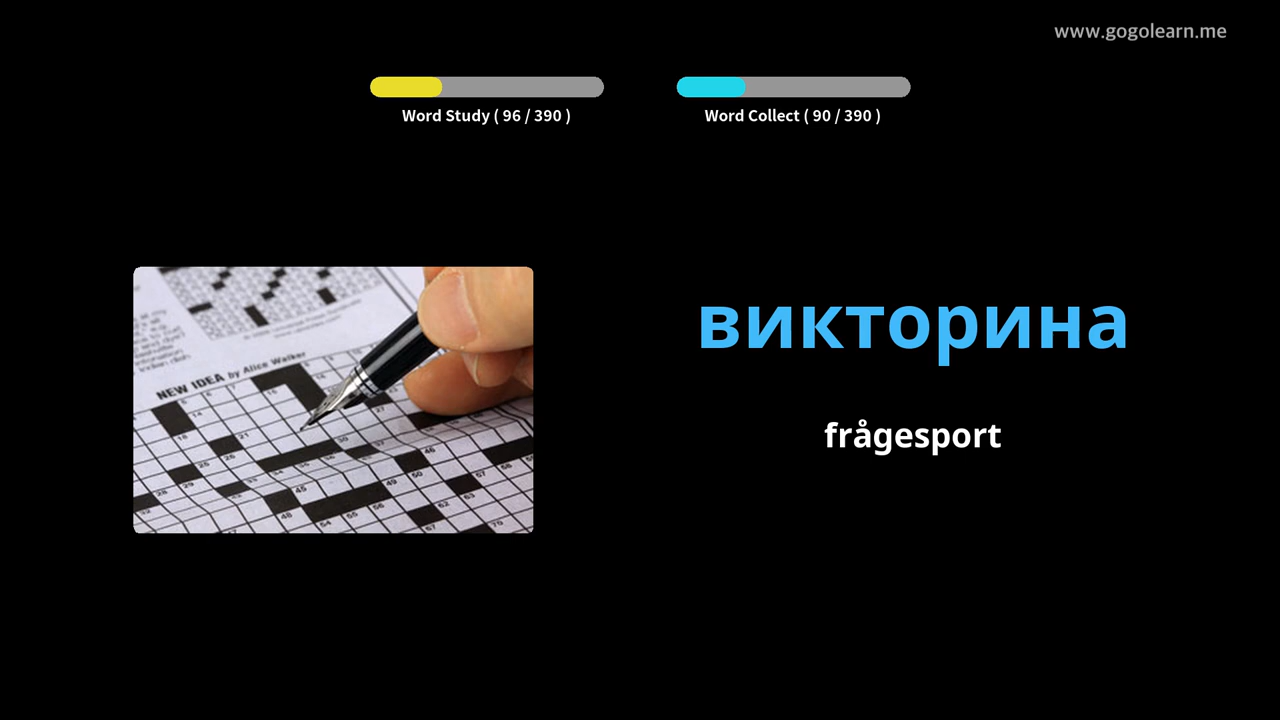 www.gogolearn.me
Word Study ( 96 / 390 )
Word Collect ( 90 / 390 )
викторина
frågesport
NEW IDEA by Alice Walker